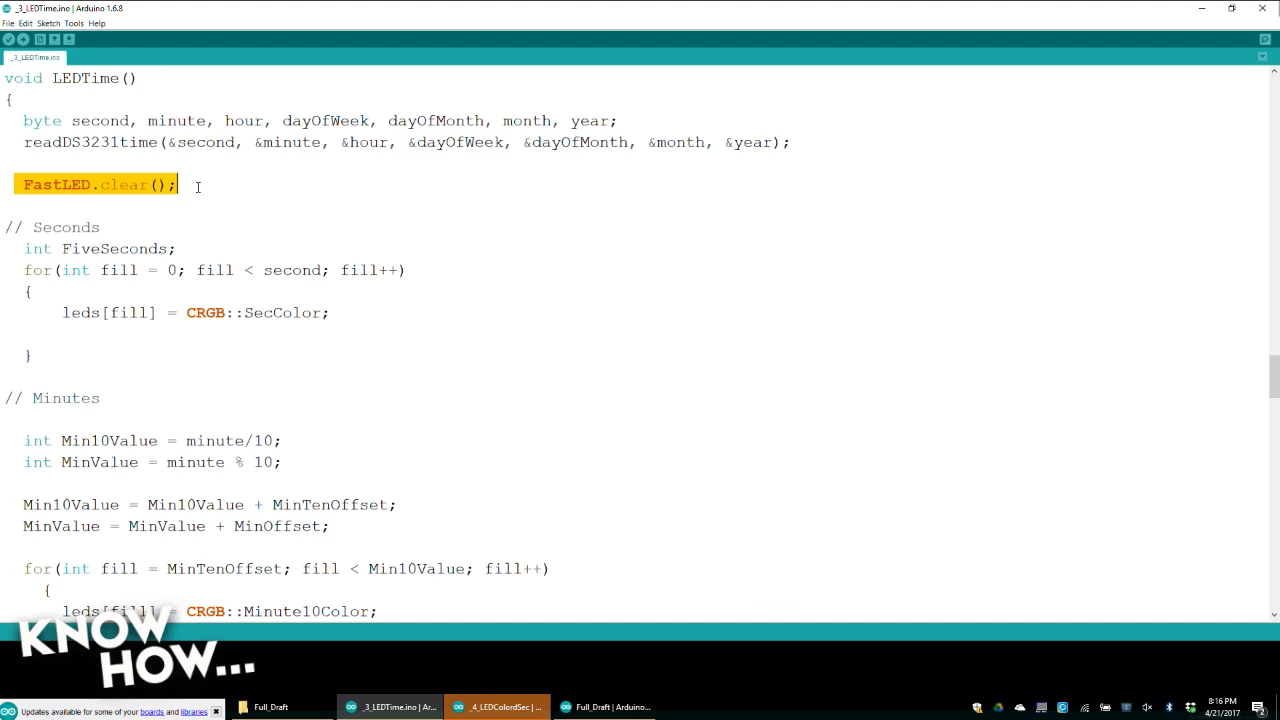 _3_LEDTime.ino | Arduino 1.6.8
File Edit Sketch Tools Help
_3_LEDTime.ino
void LEDTime()
{
byte second, minute, hour, dayOfWeek, dayOfMonth, month, year;
readDS3231time(&second, &minute, &hour, &dayOfWeek, &dayOfMonth, &month, &year);
FastLED.clear();
// Seconds
int FiveSeconds;
for(int fill = 0; fill < second; fill++)
{
leds[fill] = CRGB::SecColor;
}
// Minutes
int Min10Value = minute/10;
int MinValue = minute % 10;
Min10Value = Min10Value + MinTenOffset;
MinValue = MinValue + MinOffset;
for(int fill = MinTenOffset; fill < Min10Value; fill++)
{
leds[fill] = CRGB::Minute10Color;
KNOW
HOW...
Updates available for some of your boards and libraries
Full_Draft
_3_LEDTime.ino | Ar...
_4_LEDColordSec | ...
Full_Draft | Arduino...
8:16 PM
4/21/2017